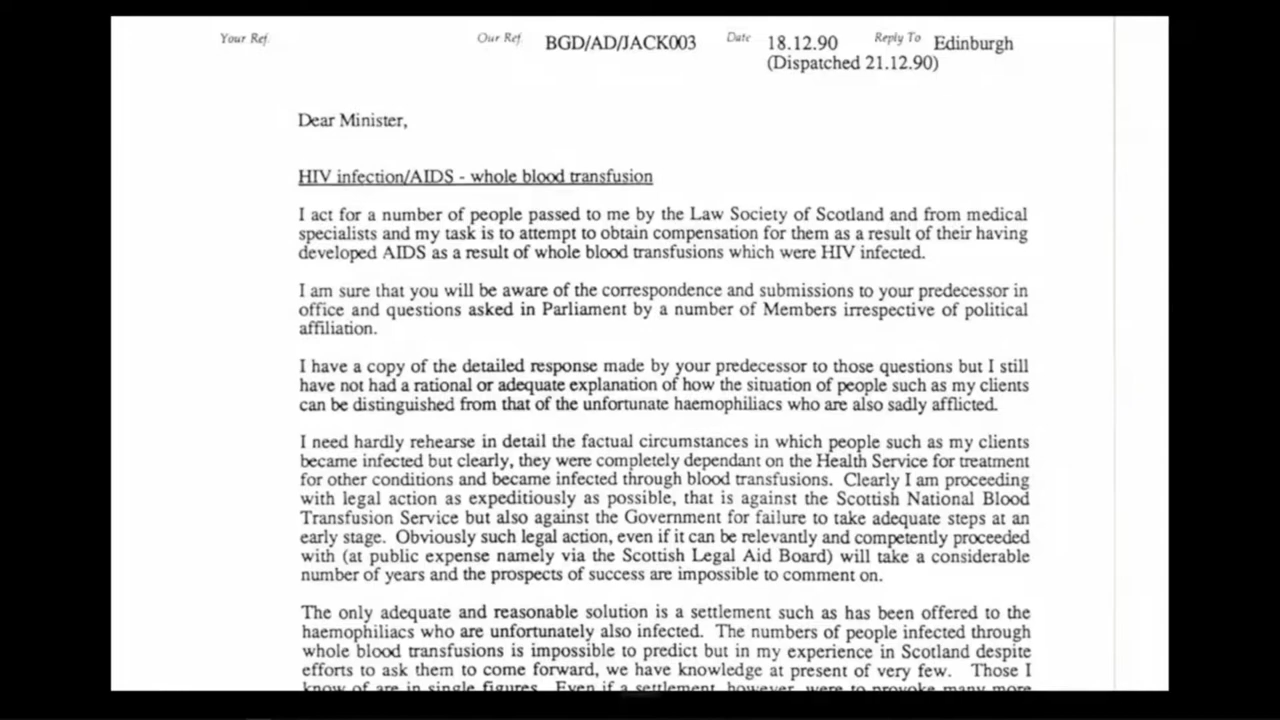 Your Ref. Our Ref. BGD/AD/JACK003 Date 18.12.90 Reply To Edinburgh
(Dispatched 21.12.90)
Dear Minister,
HIV infection/AIDS - whole blood transfusion
I act for a number of people passed to me by the Law Society of Scotland and from medical
specialists and my task is to attempt to obtain compensation for them as a result of their having
developed AIDS as a result of whole blood transfusions which were HIV infected.
I am sure that you will be aware of the correspondence and submissions to your predecessor in
office and questions asked in Parliament by a number of Members irrespective of political
affiliation.
I have a copy of the detailed response made by your predecessor to those questions but I still
have not had a rational or adequate explanation of how the situation of people such as my clients
can be distinguished from that of the unfortunate haemophiliacs who are also sadly afflicted.
I need hardly rehearse in detail the factual circumstances in which people such as my clients
became infected but clearly, they were completely dependant on the Health Service for treatment
for other conditions and became infected through blood transfusions. Clearly I am proceeding
with legal action as expeditiously as possible, that is against the Scottish National Blood
Transfusion Service but also against the Government for failure to take adequate steps at an
early stage. Obviously such legal action, even if it can be relevantly and competently proceeded
with (at public expense namely via the Scottish Legal Aid Board) will take a considerable
number of years and the prospects of success are impossible to comment on.
The only adequate and reasonable solution is a settlement such as has been offered to the
haemophiliacs who are unfortunately also infected. The numbers of people infected through
whole blood transfusions is impossible to predict but in my experience in Scotland despite
efforts to ask them to come forward, we have knowledge at present of very few. Those I
know of are in single figures. Even if a settlement, however, were to provoke many more